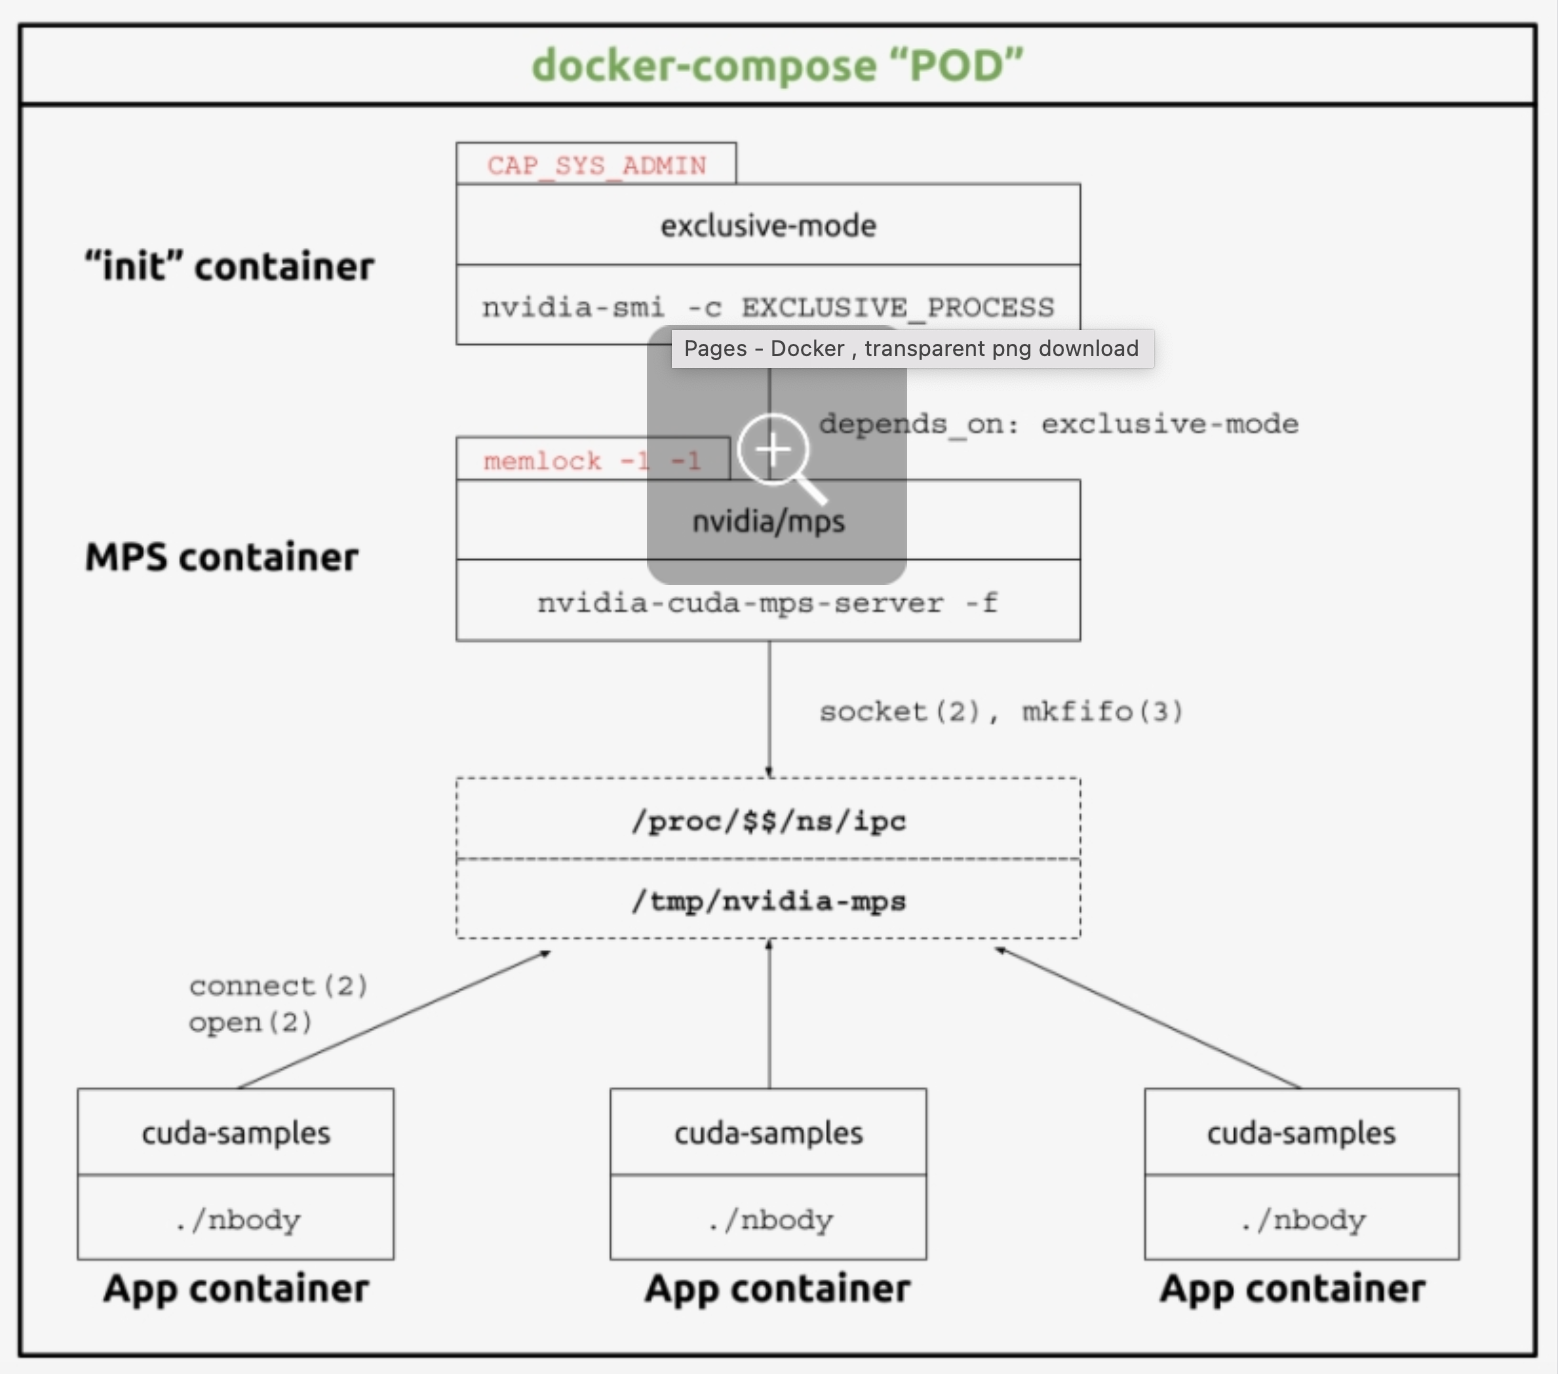 docker-compose “POD”
CAP_SYS_ADMIN
exclusive-mode
“init” container
nvidia-smi -c EXCLUSIVE_PROCESS
Pages - Docker , transparent png download
depends_on: exclusive-mode
memlock -1 -1
nvidia/mps
MPS container
nvidia-cuda-mps-server -f
socket(2), mkfifo(3)
/proc/$$/ns/ipc
/tmp/nvidia-mps
connect(2)
open(2)
cuda-samples
./nbody
App container
cuda-samples
./nbody
App container
cuda-samples
./nbody
App container